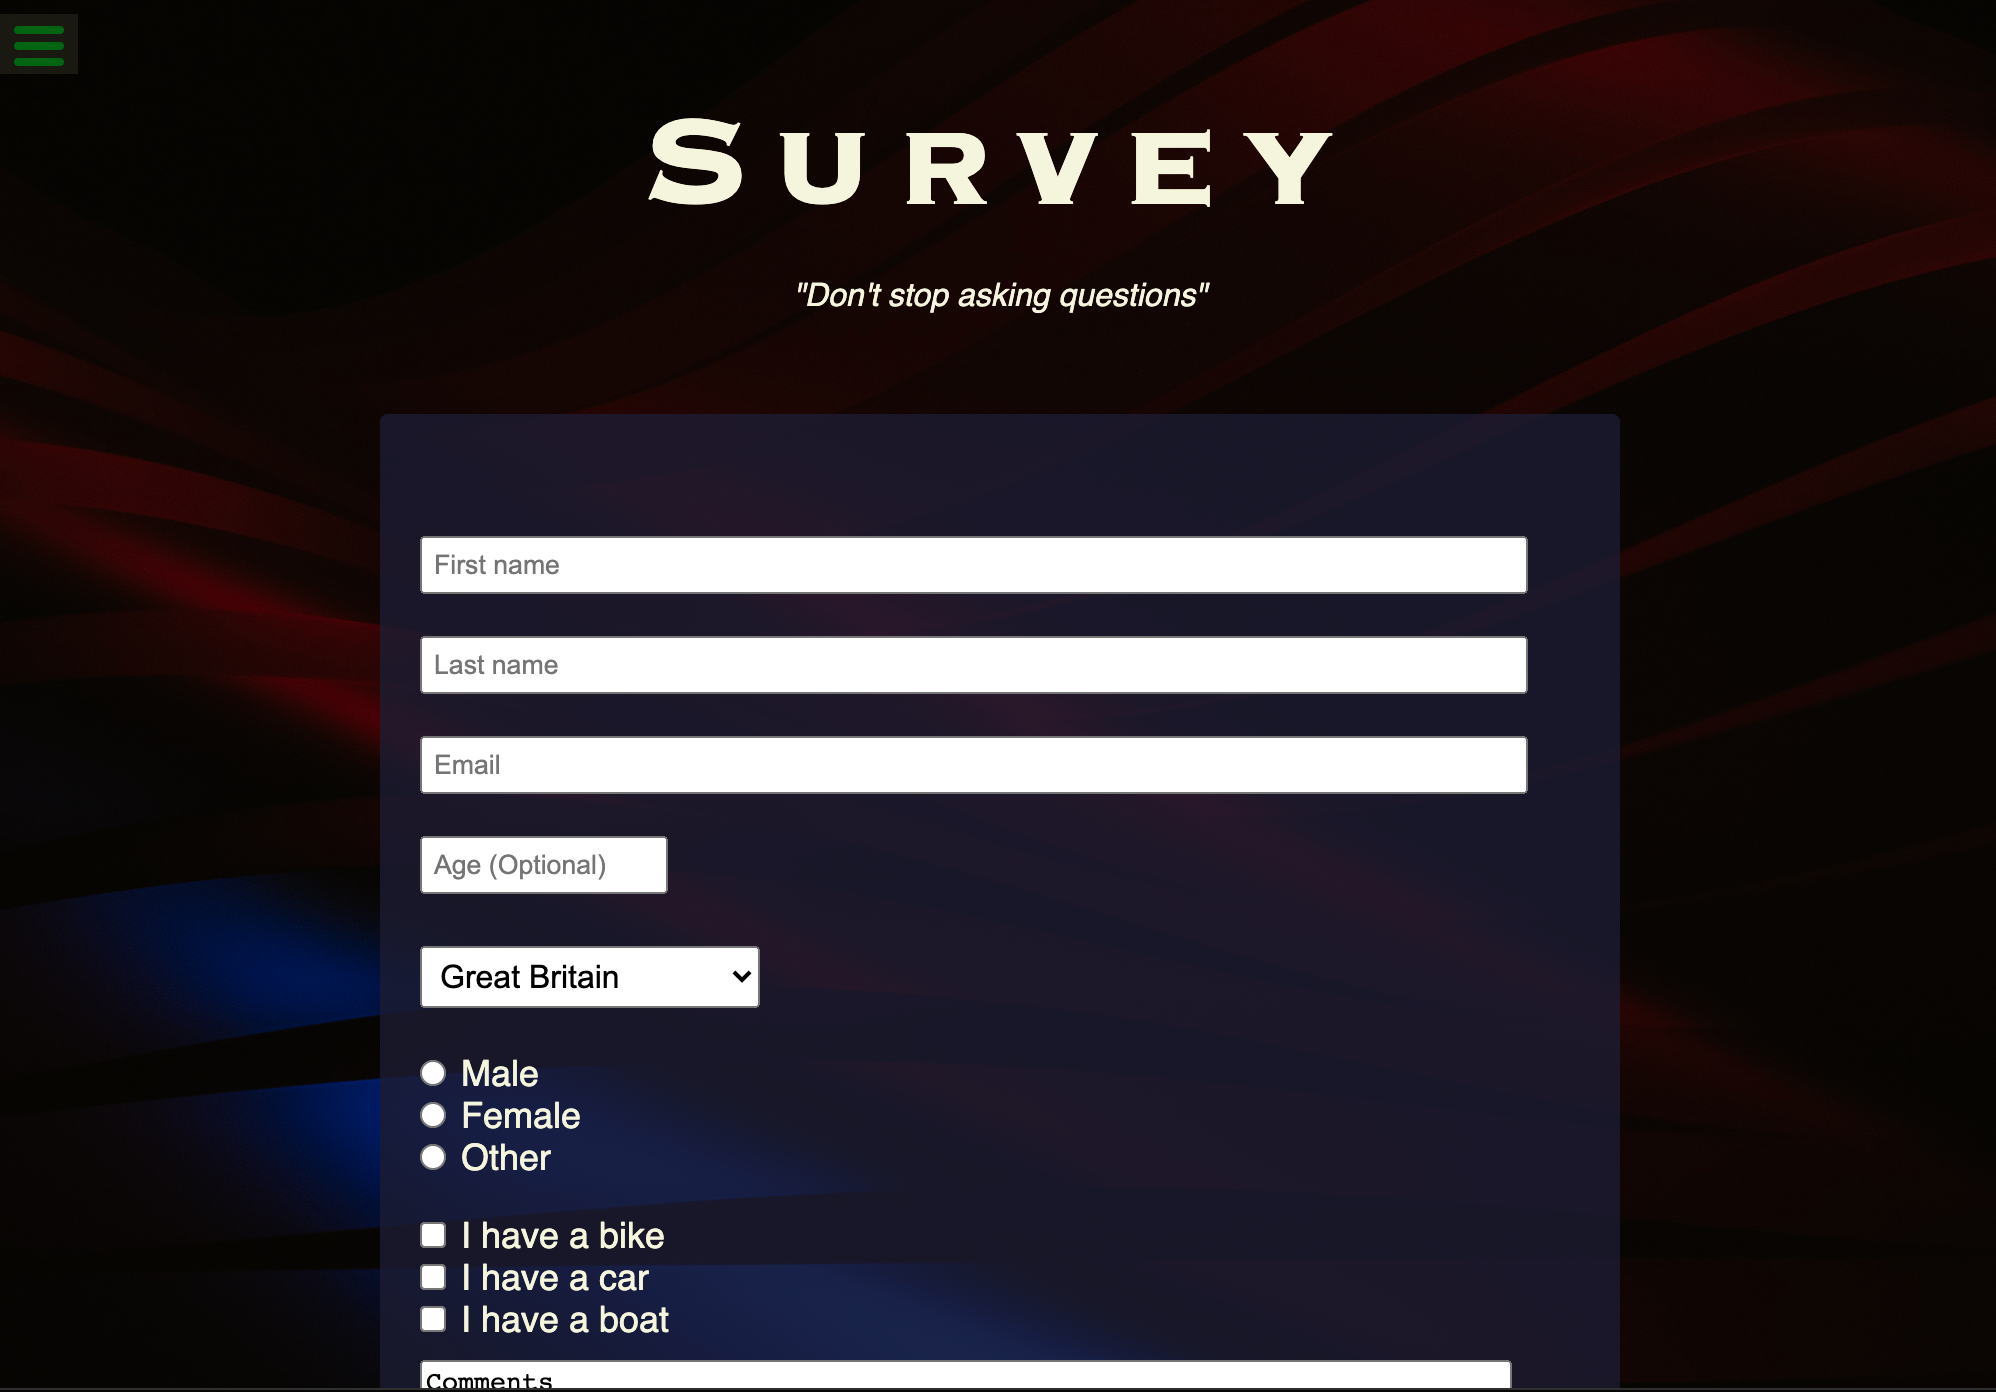 Survey
"Don't stop asking questions"
First name
Last name
Email
Age (Optional)
Great Britain
Male
Female
Other
I have a bike
I have a car
I have a boat
Comments